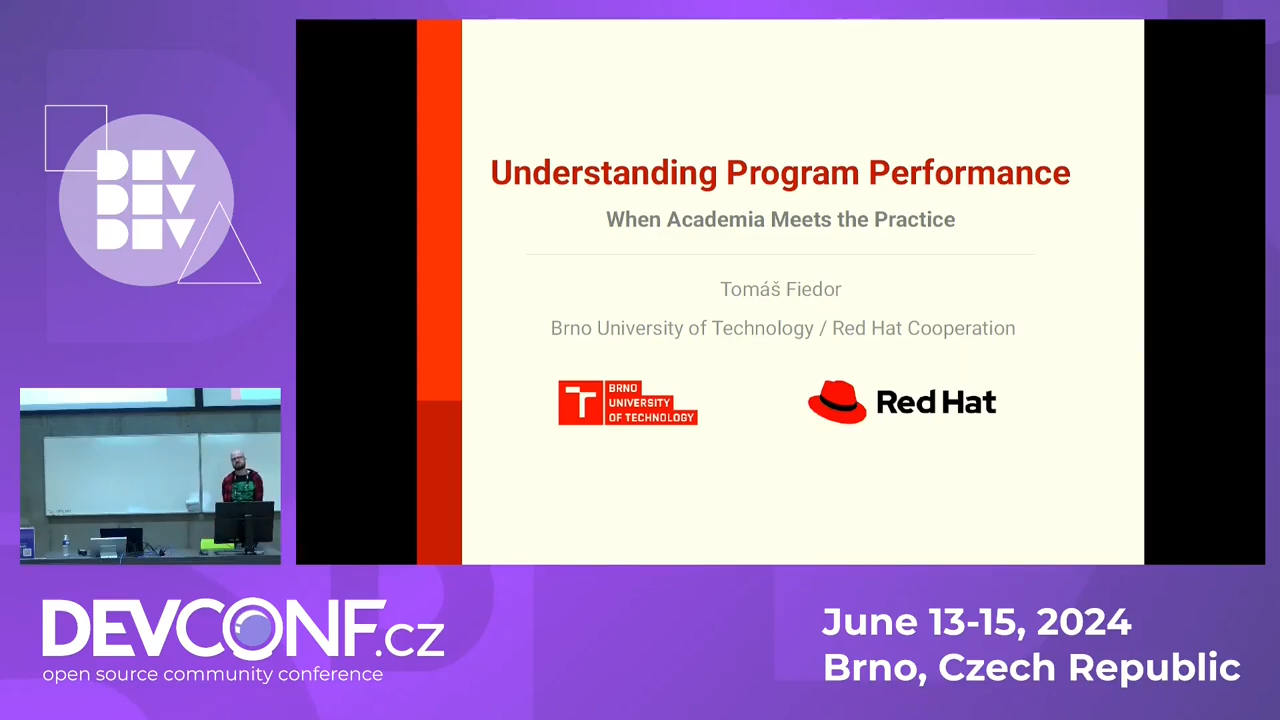 DEV
DEV
DEV
Understanding Program Performance
When Academia Meets the Practice
Tomáš Fiedor
Brno University of Technology / Red Hat Cooperation
BRNO
UNIVERSITY
OF TECHNOLOGY
Red Hat
DEVCONF.cz
open source community conference
June 13-15, 2024
Brno, Czech Republic